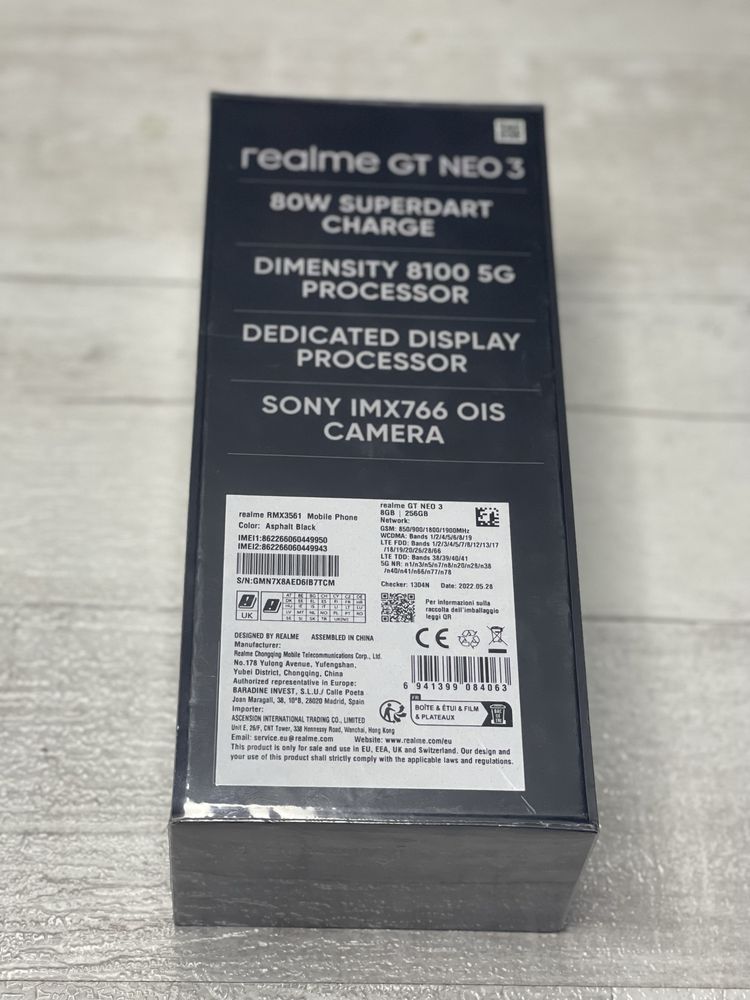 realme GT NEO 3
80W SUPERDART
CHARGE
DIMENSITY 8100 5G
PROCESSOR
DEDICATED DISPLAY
PROCESSOR
SONY IMX766 OIS
CAMERA
realme RMX3561 Mobile Phone
Color: Asphalt Black
IMEI1:862266060449950
IMEI2:862266060449943
S/N:GMN7X8AED6IB7TCM
UK
realme GT NEO 3
8GB | 256GB
Network:
GSM: 850/900/1800/1900MHz
WCDMA: Bands 1/2/4/5/6/8/19
LTE FDD: Bands 1/2/3/4/5/7/8/12/13/17
/18/19/20/26/28/66
LTE TDD: Bands 38/39/40/41
5G NR: n1/n3/n5/n7/n8/n20/n28/n38
/n40/n41/n66/n77/n78
Checker: 1304N Date: 2022.05.28
Per informazioni sulla
raccolta dell'imballaggio
leggi QR
CE
DESIGNED BY REALME ASSEMBLED IN CHINA
Manufacturer:
Realme Chongqing Mobile Telecommunications Corp., Ltd.
No.178 Yulong Avenue, Yufengshan,
Yubei District, Chongqing, China
Authorized representative in Europe:
BARADINE INVEST, S.L.U./ Calle Poeta
Joan Maragall, 38, 10ºB, 28020 Madrid, Spain
Importer:
ASCENSION INTERNATIONAL TRADING CO., LIMITED
Unit E, 26/F, CNT Tower, 338 Hennessy Road, Wanchai, Hong Kong
Email: service.eu@realme.com Website: www.realme.com/eu
This product is only for sale and use in EU, EEA, UK and Switzerland. Our design and
your use of this product shall strictly comply with the applicable laws and regulations.
6 941399 084063
FR
BOÎTE & ÉTUI & FILM
& PLATEAUX
BAC
DE
TRI